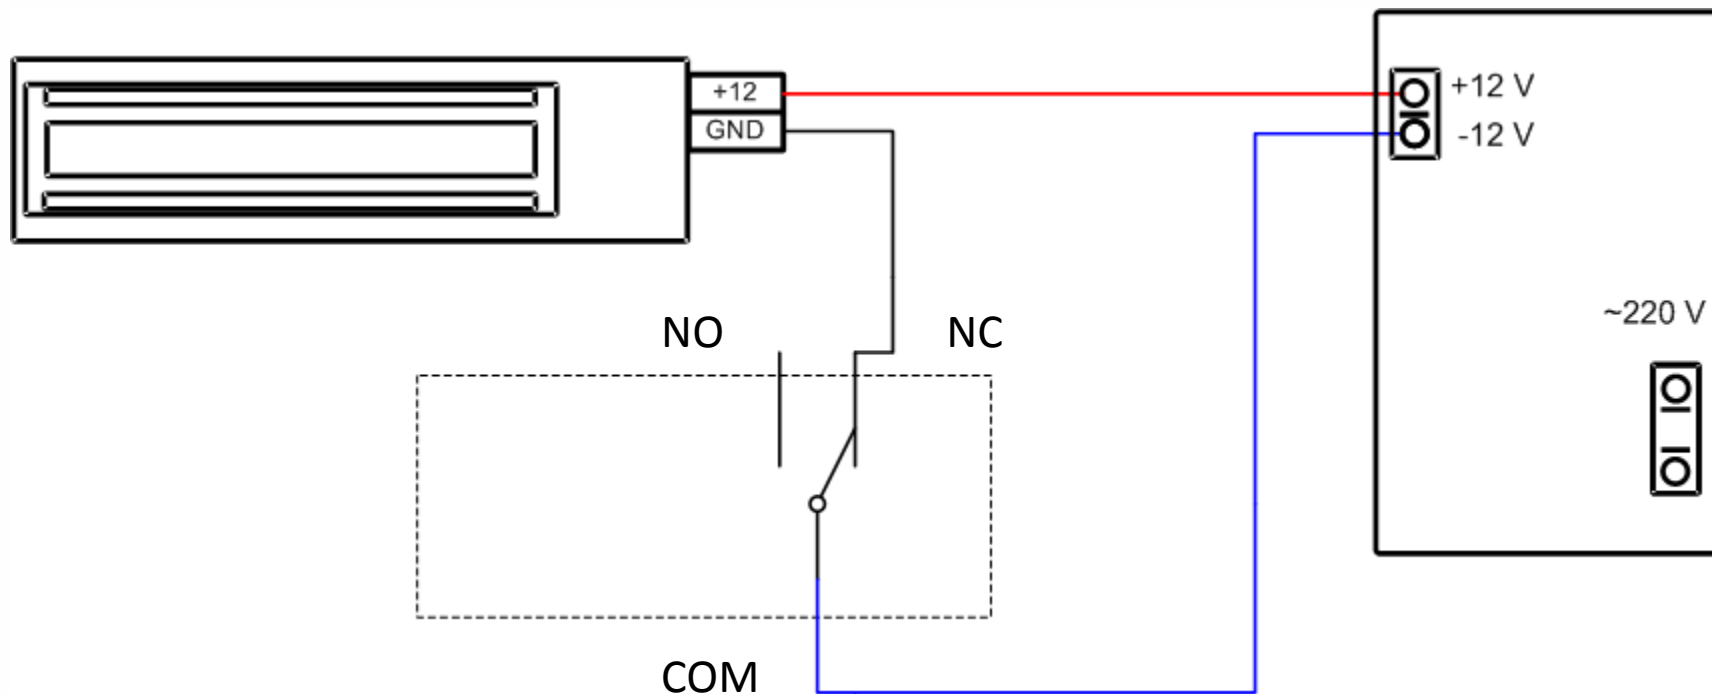 +12
GND
+12 V
-12 V
~220 V
NO
NC
COM